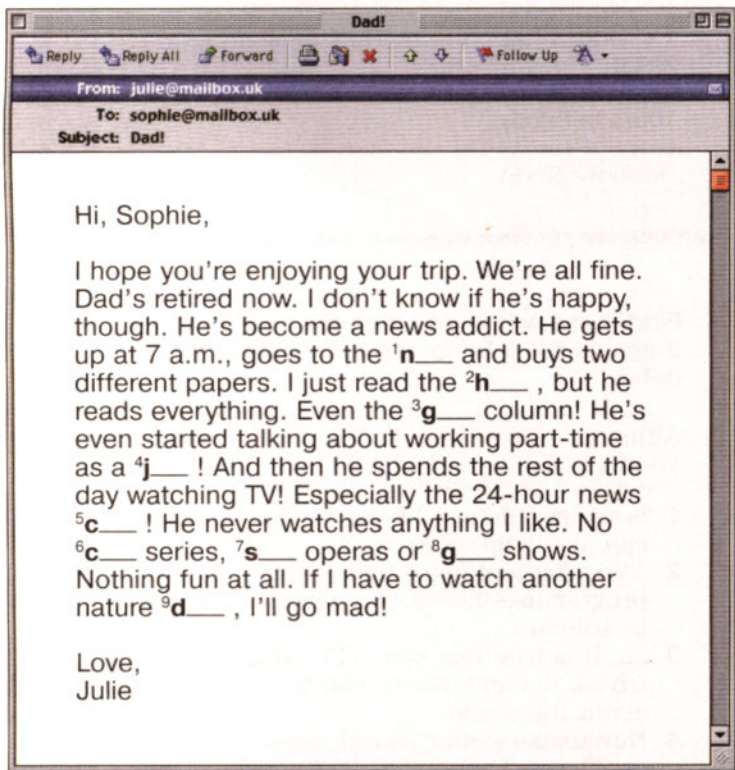 Dad!
Reply Reply All Forward Follow Up
From: julie@mailbox.uk
To: sophie@mailbox.uk
Subject: Dad!
Hi, Sophie,
I hope you're enjoying your trip. We're all fine.
Dad's retired now. I don't know if he's happy,
though. He's become a news addict. He gets
up at 7 a.m., goes to the ¹n___ and buys two
different papers. I just read the ²h___ , but he
reads everything. Even the ³g___ column! He's
even started talking about working part-time
as a ⁴j___ ! And then he spends the rest of the
day watching TV! Especially the 24-hour news
⁵c___ ! He never watches anything I like. No
⁶c___ series, ⁷s___ operas or ⁸g___ shows.
Nothing fun at all. If I have to watch another
nature ⁹d___ , I'll go mad!
Love,
Julie